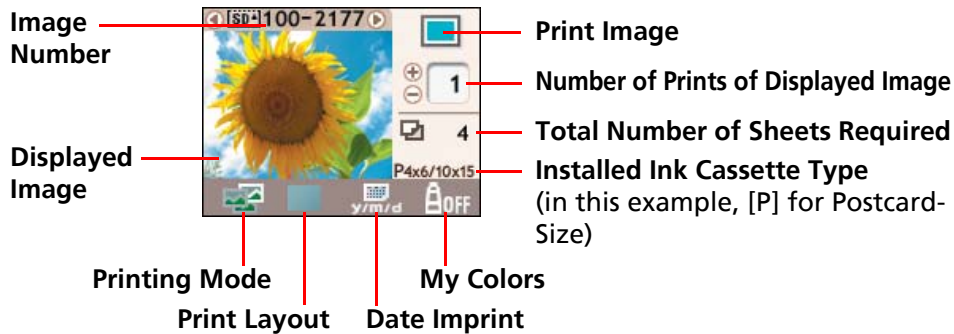 Image
Number
SD 100-2177
Print Image
1
Number of Prints of Displayed Image
4
Total Number of Sheets Required
Displayed
Image
P4x6/10x15
Installed Ink Cassette Type
(in this example, [P] for Postcard-
Size)
y/m/d
OFF
Printing Mode
My Colors
Print Layout
Date Imprint